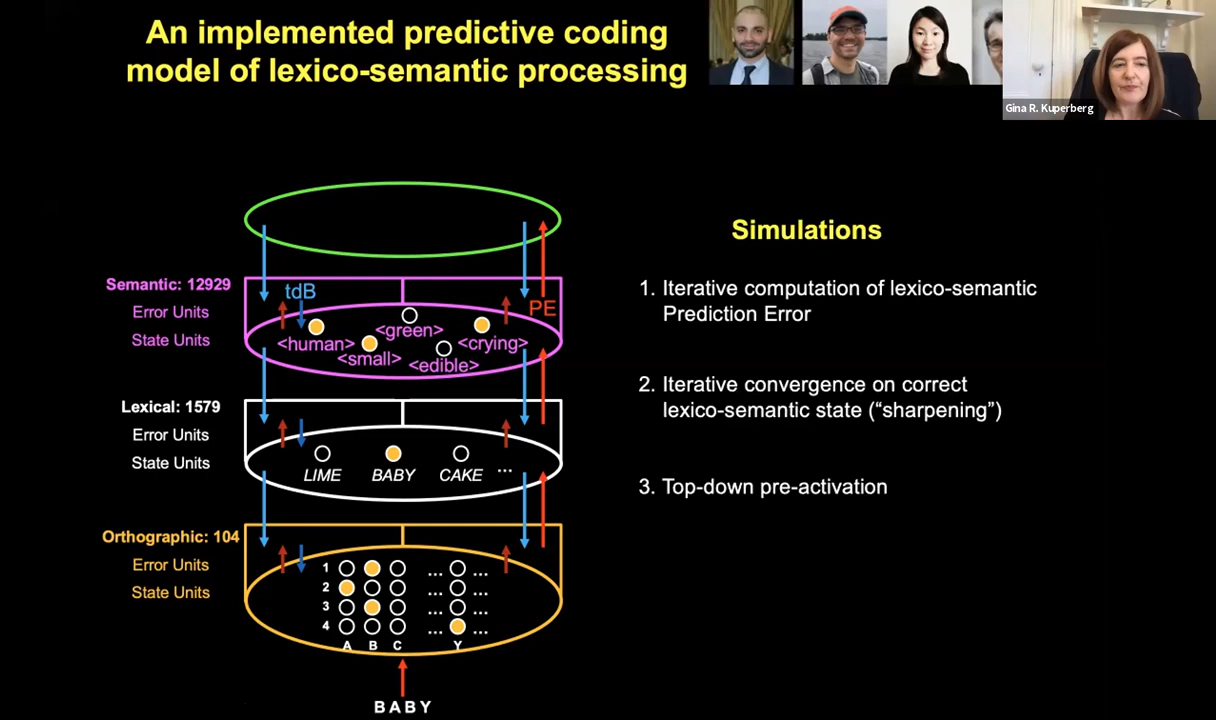 An implemented predictive coding
model of lexico-semantic processing
Gina R. Kuperberg
Simulations
1. Iterative computation of lexico-semantic
Prediction Error
2. Iterative convergence on correct
lexico-semantic state (“sharpening”)
3. Top-down pre-activation
Semantic: 12929
Error Units
State Units
tdB
PE
<human>
<small>
<green>
<edible>
<crying>
Lexical: 1579
Error Units
State Units
LIME BABY CAKE ...
Orthographic: 104
Error Units
State Units
1 ... ...
2 ... ...
3 ... ...
4 ... ...
A B C Y
BABY